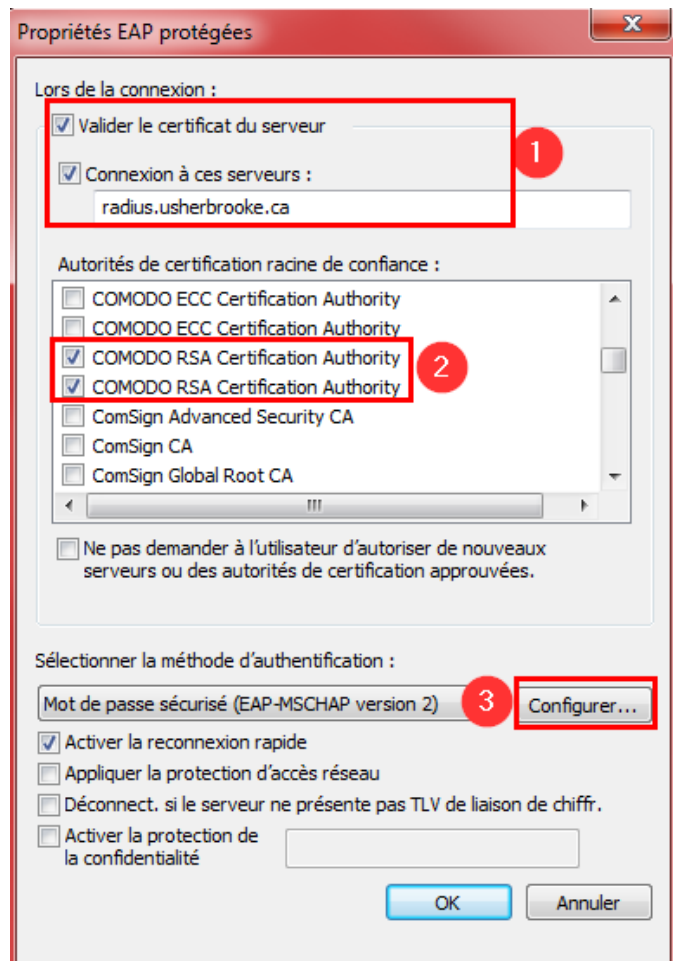 Propriétés EAP protégées
Lors de la connexion :
Valider le certificat du serveur
1
Connexion à ces serveurs :
radius.usherbrooke.ca
Autorités de certification racine de confiance :
COMODO ECC Certification Authority
COMODO ECC Certification Authority
COMODO RSA Certification Authority
2
COMODO RSA Certification Authority
ComSign Advanced Security CA
ComSign CA
ComSign Global Root CA
Ne pas demander à l'utilisateur d'autoriser de nouveaux
serveurs ou des autorités de certification approuvées.
Sélectionner la méthode d'authentification :
Mot de passe sécurisé (EAP-MSCHAP version 2) 3 Configurer...
Activer la reconnexion rapide
Appliquer la protection d'accès réseau
Déconnect. si le serveur ne présente pas TLV de liaison de chiffr.
Activer la protection de
la confidentialité
OK Annuler